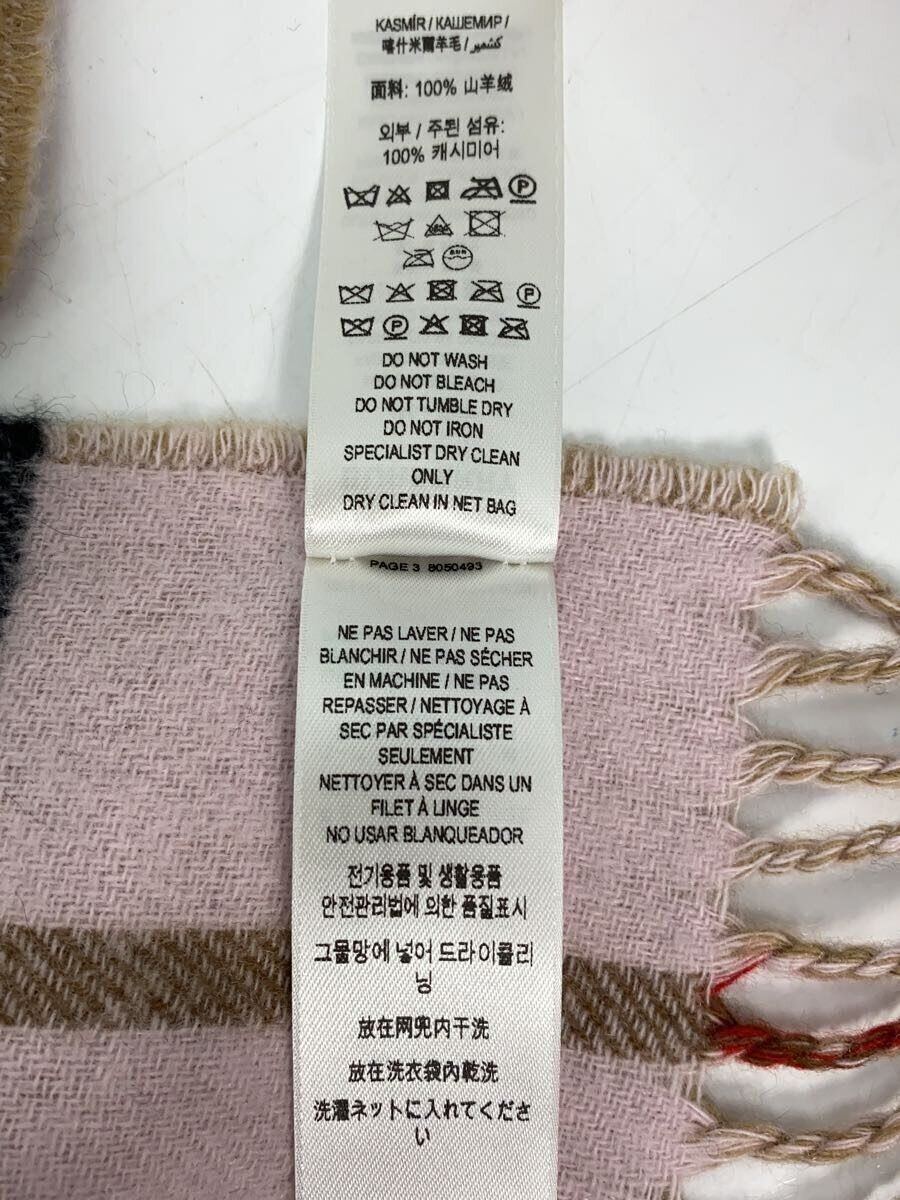 KASMÍR / КАШЕМИР /
喀什米爾羊毛 / كشمير
面料: 100% 山羊绒
외부 / 주된 섬유:
100% 캐시미어
DO NOT WASH
DO NOT BLEACH
DO NOT TUMBLE DRY
DO NOT IRON
SPECIALIST DRY CLEAN
ONLY
DRY CLEAN IN NET BAG
PAGE 3 8050493
NE PAS LAVER / NE PAS
BLANCHIR / NE PAS SÉCHER
EN MACHINE / NE PAS
REPASSER / NETTOYAGE À
SEC PAR SPÉCIALISTE
SEULEMENT
NETTOYER À SEC DANS UN
FILET À LINGE
NO USAR BLANQUEADOR
전기용품 및 생활용품
안전관리법에 의한 품질표시
그물망에 넣어 드라이클리
닝
放在网兜内干洗
放在洗衣袋內乾洗
洗濯ネットに入れてくださ
い